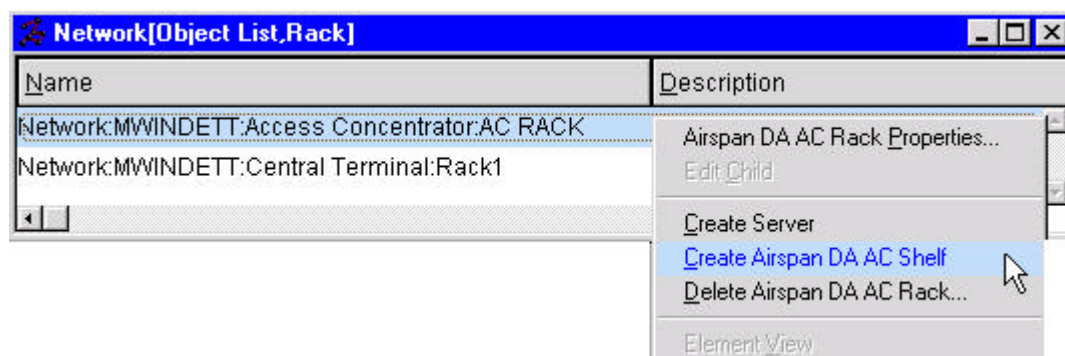 Network[Object List,Rack]
Name Description
Network:MWINDETT:Access Concentrator:AC RACK
Network:MWINDETT:Central Terminal:Rack1
Airspan DA AC Rack Properties...
Edit Child
Create Server
Create Airspan DA AC Shelf
Delete Airspan DA AC Rack...
Element View